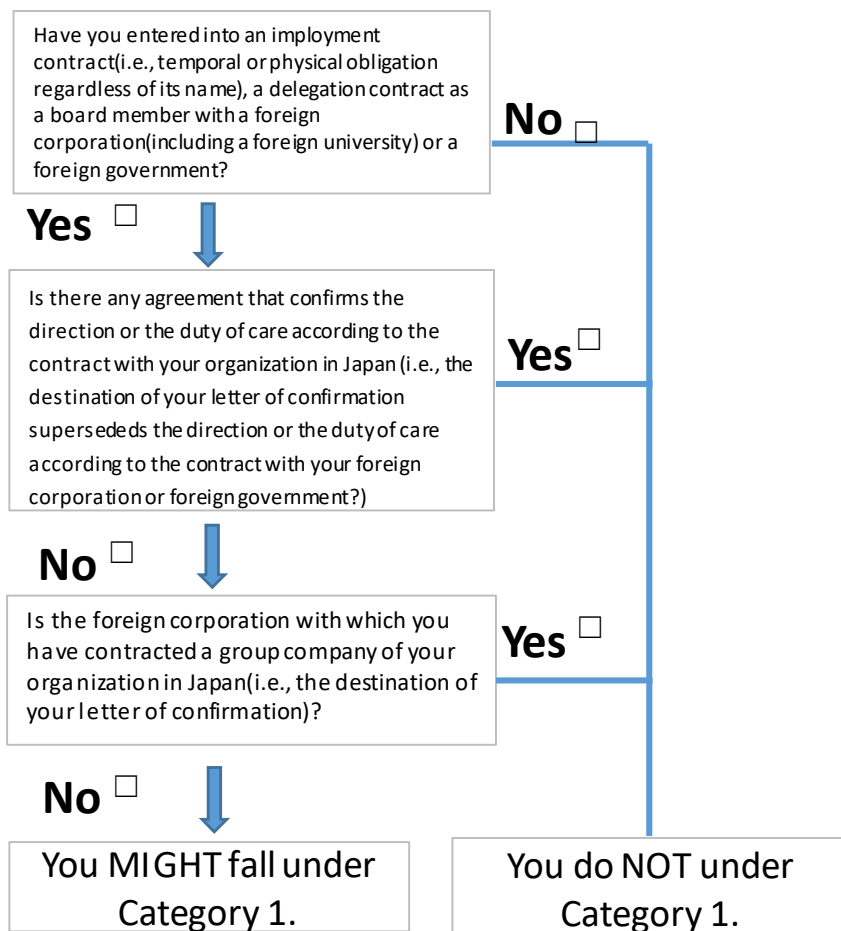 Have you entered into an imployment
contract(i.e., temporal or physical obligation
regardless of its name), a delegation contract as
a board member with a foreign
corporation(including a foreign university) or a
foreign government?
No □
Yes □
Is there any agreement that confirms the
direction or the duty of care according to the
contract with your organization in Japan (i.e., the
destination of your letter of confirmation
supersededs the direction or the duty of care
according to the contract with your foreign
corporation or foreign government?)
Yes □
No □
Is the foreign corporation with which you
have contracted a group company of your
organization in Japan(i.e., the destination of
your letter of confirmation)?
Yes □
No □
You MIGHT fall under
Category 1.
You do NOT under
Category 1.